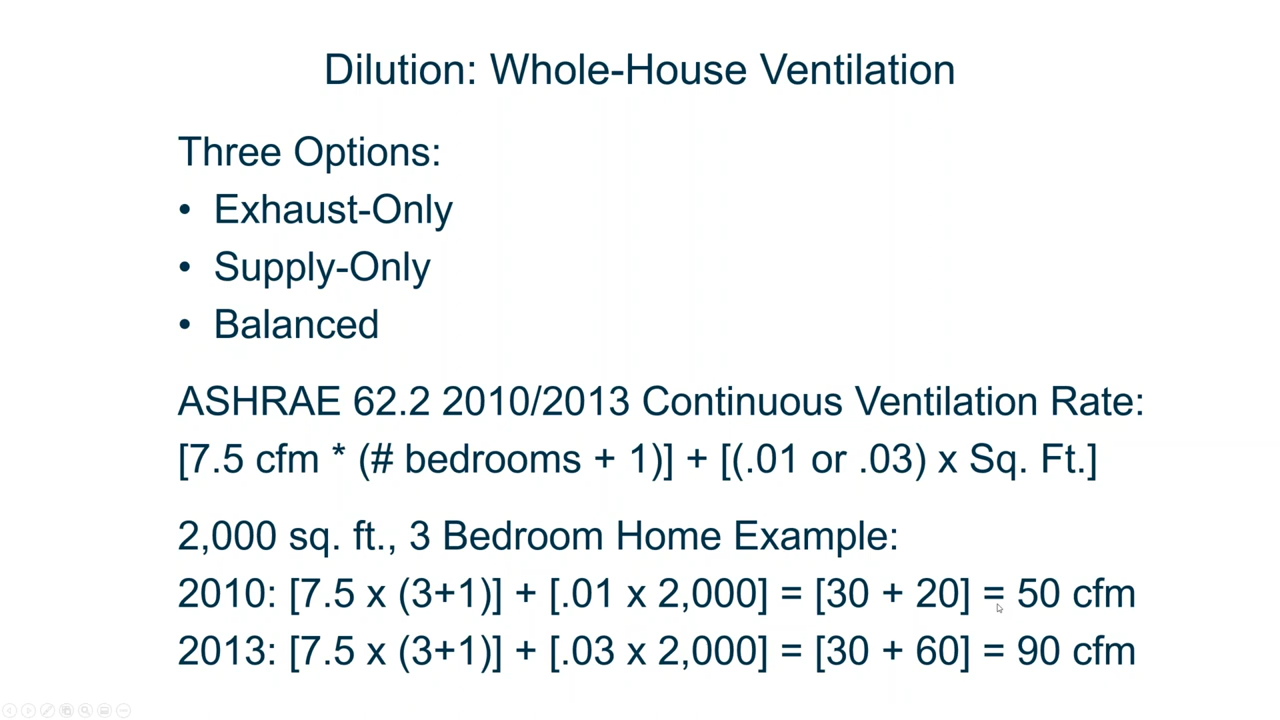 Dilution: Whole-House Ventilation
Three Options:
• Exhaust-Only
• Supply-Only
• Balanced
ASHRAE 62.2 2010/2013 Continuous Ventilation Rate:
[7.5 cfm * (# bedrooms + 1)] + [(.01 or .03) x Sq. Ft.]
2,000 sq. ft., 3 Bedroom Home Example:
2010: [7.5 x (3+1)] + [.01 x 2,000] = [30 + 20] = 50 cfm
2013: [7.5 x (3+1)] + [.03 x 2,000] = [30 + 60] = 90 cfm